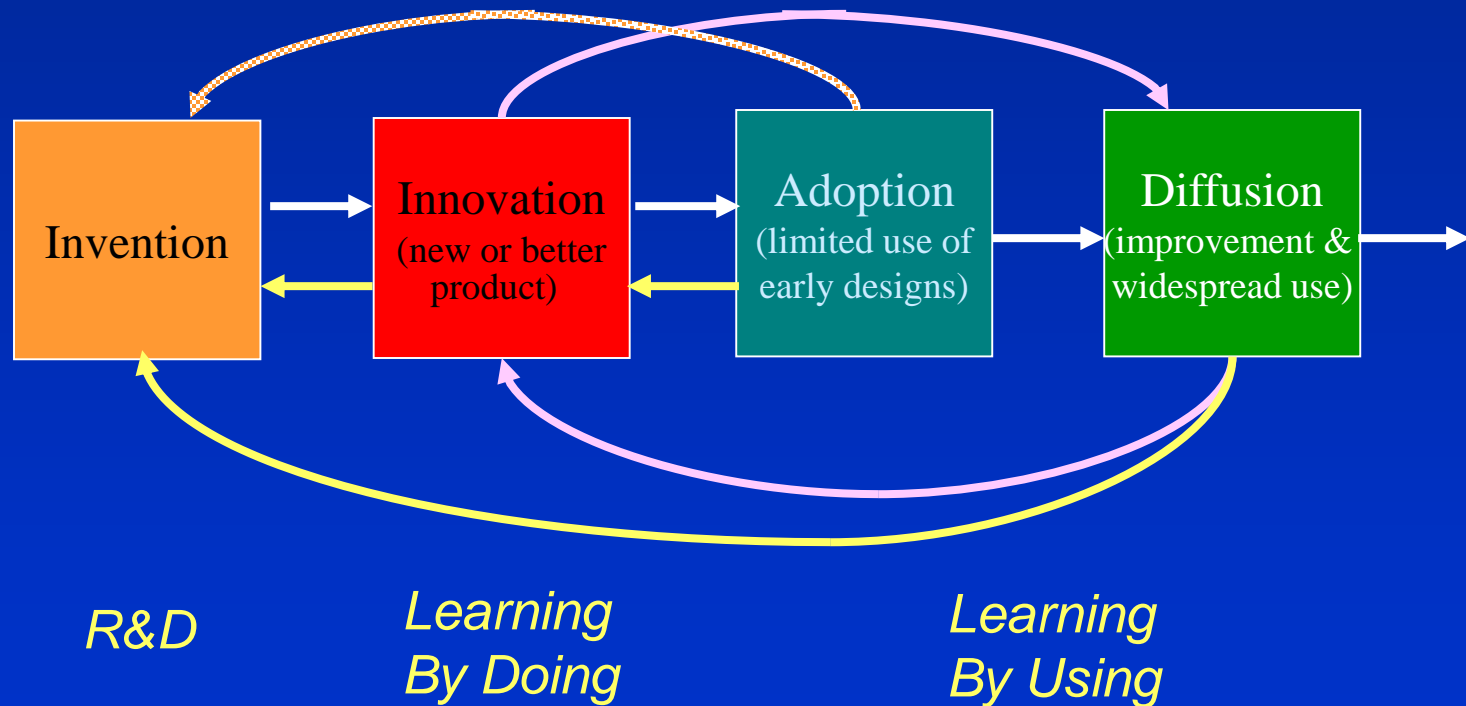 Invention
Innovation
(new or better
product)
Adoption
(limited use of
early designs)
Diffusion
(improvement &
widespread use)
R&D
Learning
By Doing
Learning
By Using